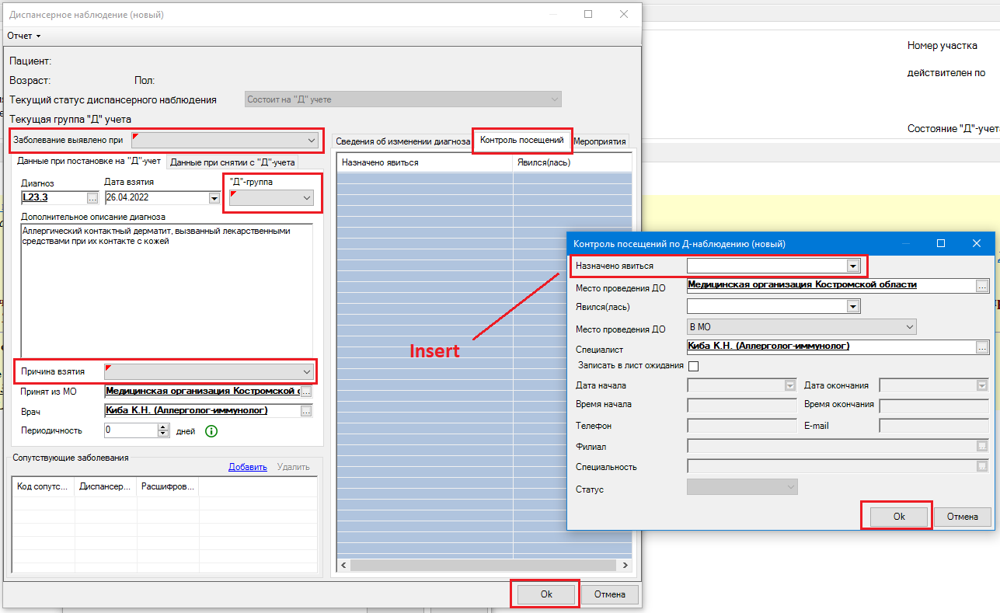 Диспансерное наблюдение (новый)
Отчет
Пациент:
Возраст: Пол:
Текущий статус диспансерного наблюдения Состоит на "Д" учете
Текущая группа "Д" учета
Заболевание выявлено при
Данные при постановке на "Д"-учет Данные при снятии с "Д"-учета
Диагноз Дата взятия "Д"-группа
L23.3 ... 26.04.2022
Дополнительное описание диагноза
Аллергический контактный дерматит, вызванный лекарственными
средствами при их контакте с кожей
Причина взятия
Принят из МО Медицинская организация Костромской с ...
Врач Киба К.Н. (Аллерголог-иммунолог) ...
Периодичность 0 дней
Сопутствующие заболевания
Добавить Удалить
Код сопутс... Диспансер... Расшифров...
Сведения об изменении диагноза Контроль посещений Мероприятия
Назначено явиться Явился(лась)
Insert
Ok Отмена
Номер участка
действителен по
Состояние "Д"-учета
Контроль посещений по Д-наблюдению (новый)
Назначено явиться
Место проведения ДО Медицинская организация Костромской области ...
Явился(лась)
Место проведения ДО В МО
Специалист Киба К.Н. (Аллерголог-иммунолог) ...
Записать в лист ожидания
Дата начала Дата окончания
Время начала Время окончания
Телефон E-mail
Филиал ...
Специальность ...
Статус
Ok Отмена